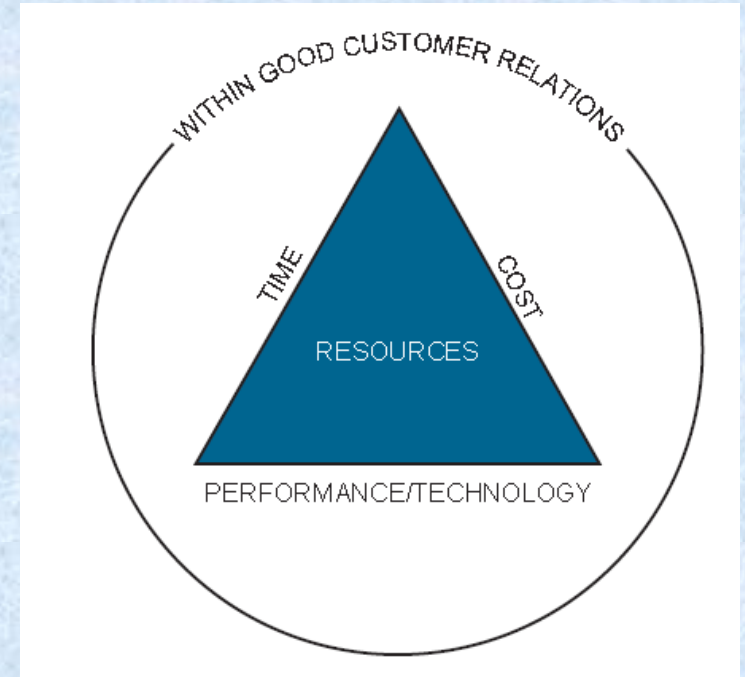 WITHIN GOOD CUSTOMER RELATIONS
TIME
COST
RESOURCES
PERFORMANCE/TECHNOLOGY